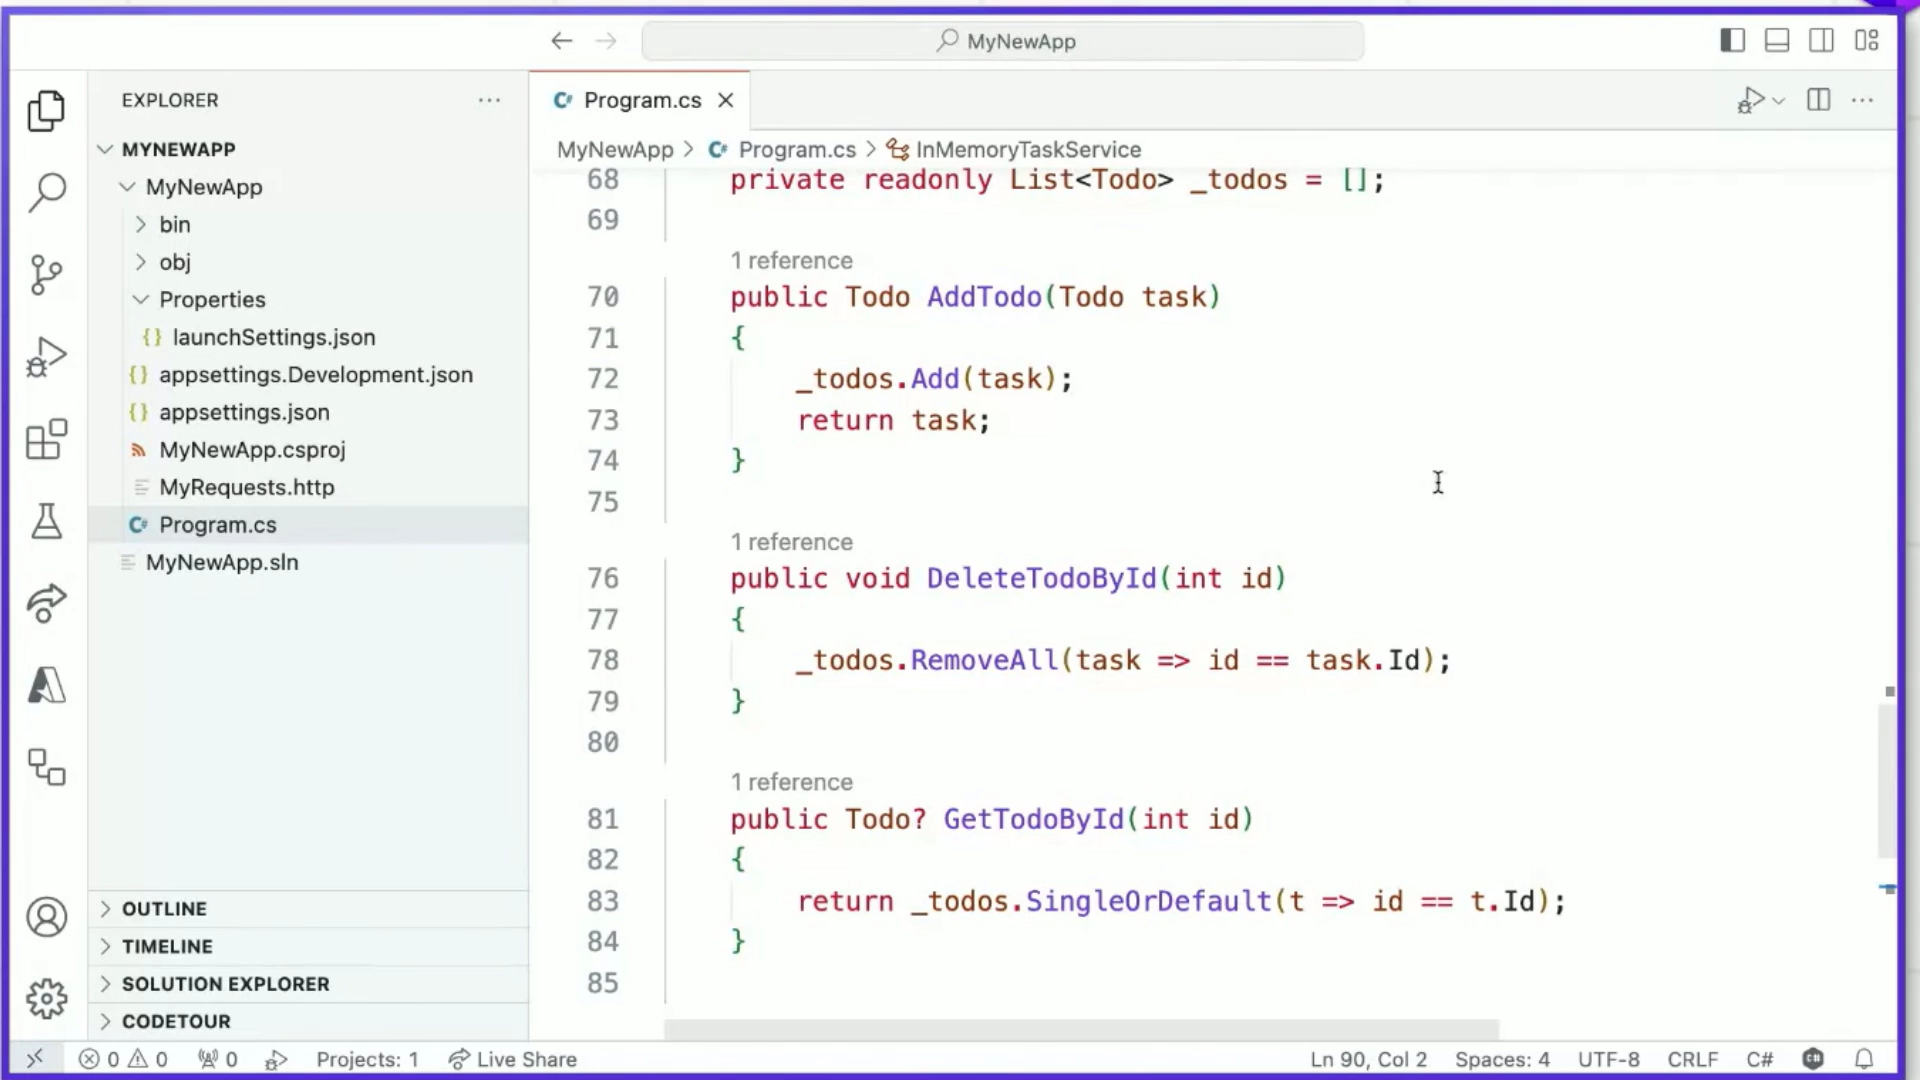 MyNewApp
EXPLORER
MYNEWAPP
MyNewApp
bin
obj
Properties
launchSettings.json
appsettings.Development.json
appsettings.json
MyNewApp.csproj
MyRequests.http
Program.cs
MyNewApp.sln
OUTLINE
TIMELINE
SOLUTION EXPLORER
CODETOUR
Program.cs
MyNewApp > Program.cs > InMemoryTaskService
68 private readonly List<Todo> _todos = [];
69
1 reference
70 public Todo AddTodo(Todo task)
71 {
72 _todos.Add(task);
73 return task;
74 }
75
1 reference
76 public void DeleteTodoById(int id)
77 {
78 _todos.RemoveAll(task => id == task.Id);
79 }
80
1 reference
81 public Todo? GetTodoById(int id)
82 {
83 return _todos.SingleOrDefault(t => id == t.Id);
84 }
85
0 0 0 Projects: 1 Live Share Ln 90, Col 2 Spaces: 4 UTF-8 CRLF C#